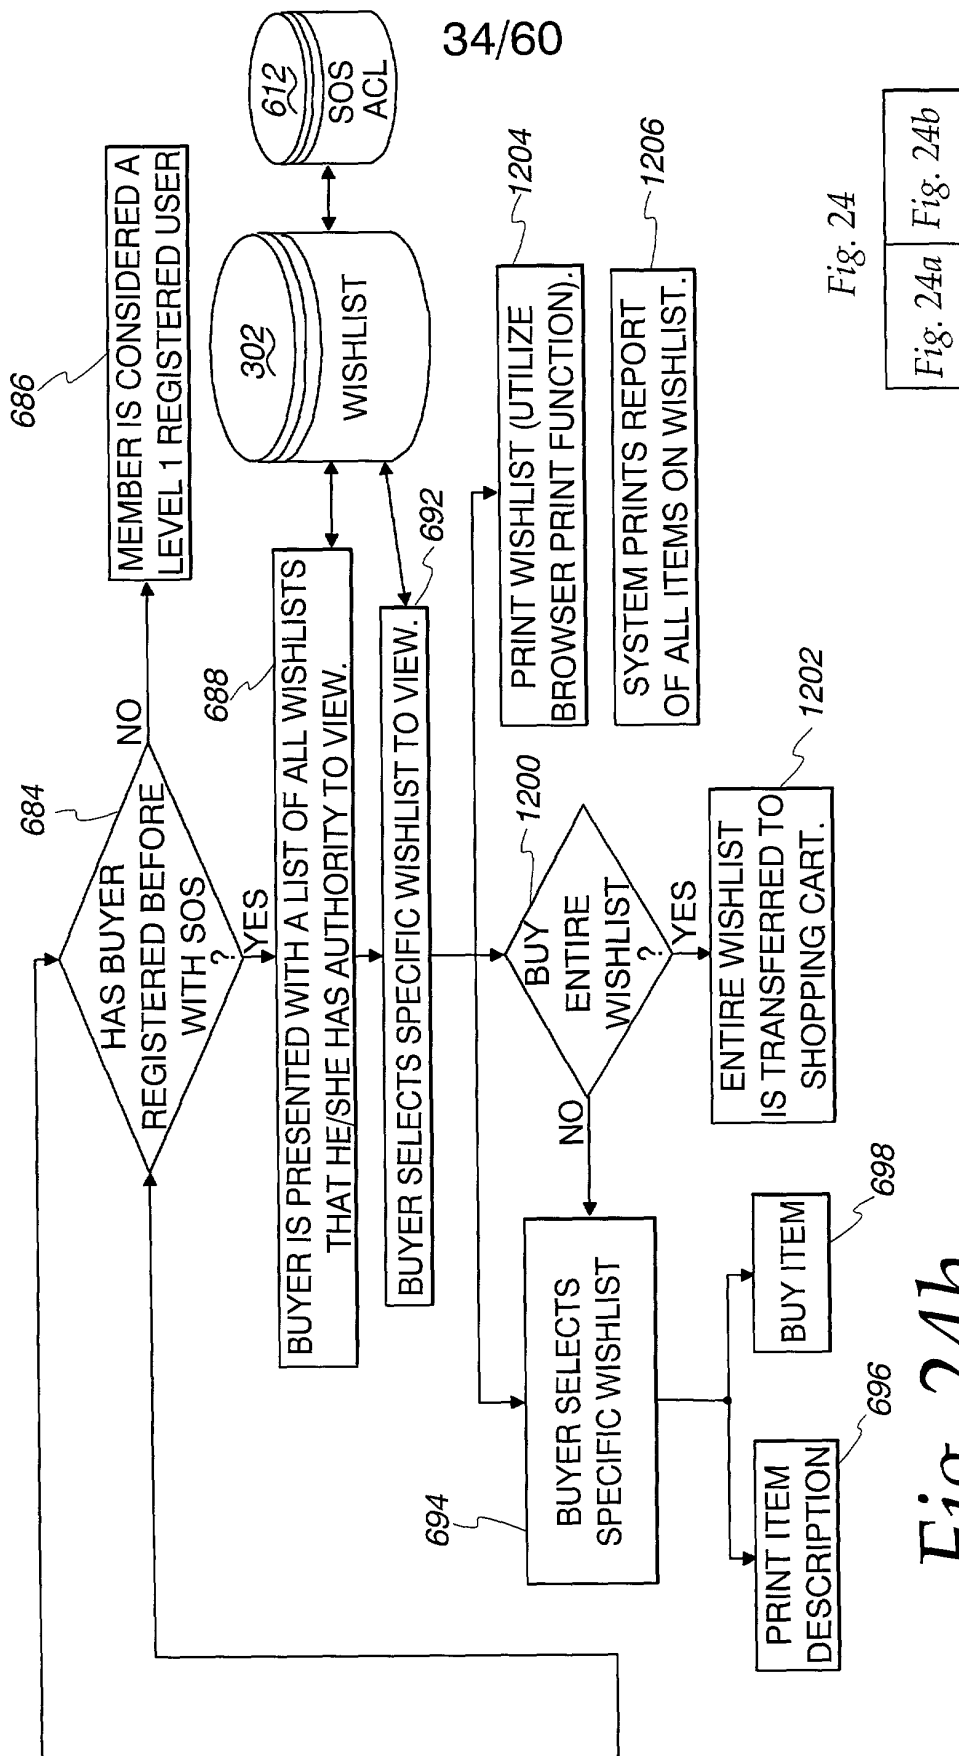 34/60
684
HAS BUYER
REGISTERED BEFORE
WITH SOS
?
NO
YES
686
MEMBER IS CONSIDERED A
LEVEL 1 REGISTERED USER
688
BUYER IS PRESENTED WITH A LIST OF ALL WISHLISTS
THAT HE/SHE HAS AUTHORITY TO VIEW.
302
WISHLIST
612
SOS
ACL
692
BUYER SELECTS SPECIFIC WISHLIST TO VIEW.
694
BUYER SELECTS
SPECIFIC WISHLIST
NO
1200
BUY
ENTIRE
WISHLIST
?
YES
1204
PRINT WISHLIST (UTILIZE
BROWSER PRINT FUNCTION).
1206
SYSTEM PRINTS REPORT
OF ALL ITEMS ON WISHLIST.
1202
ENTIRE WISHLIST
IS TRANSFERRED TO
SHOPPING CART.
696
PRINT ITEM
DESCRIPTION
698
BUY ITEM
Fig. 24
Fig. 24a
Fig. 24b
Fig. 24b